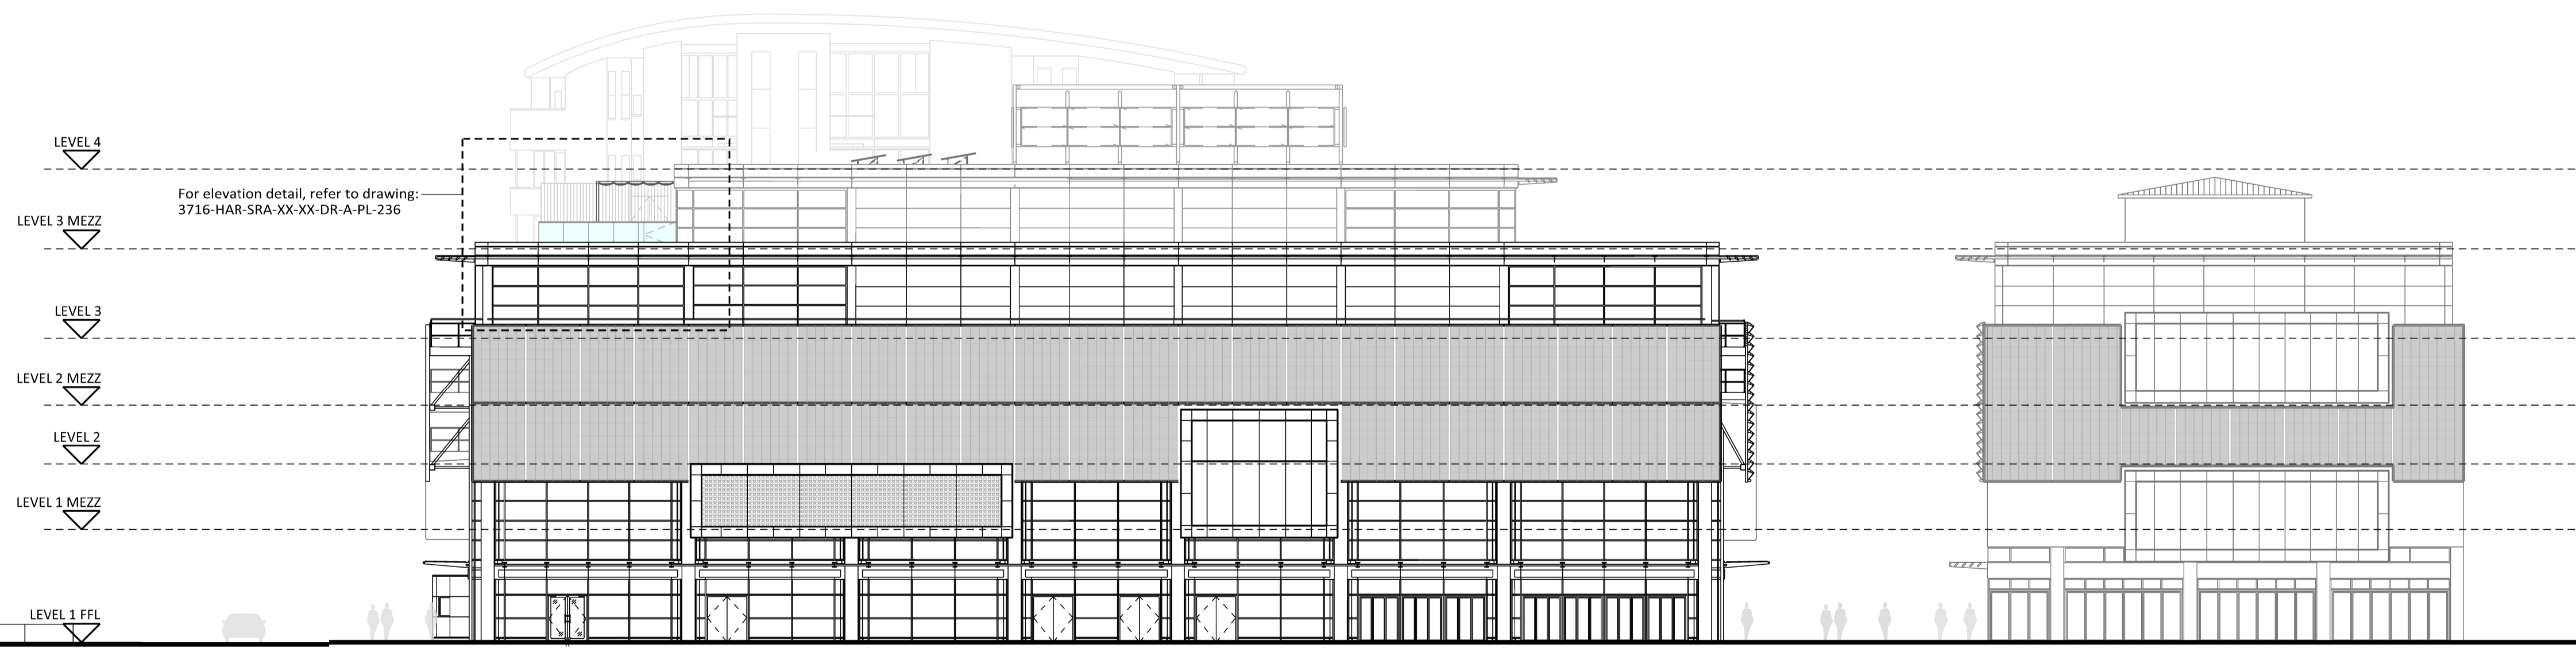 LEVEL 4
For elevation detail, refer to drawing:
3716-HAR-SRA-XX-XX-DR-A-PL-236
LEVEL 3 MEZZ
LEVEL 3
LEVEL 2 MEZZ
LEVEL 2
LEVEL 1 MEZZ
LEVEL 1 FFL